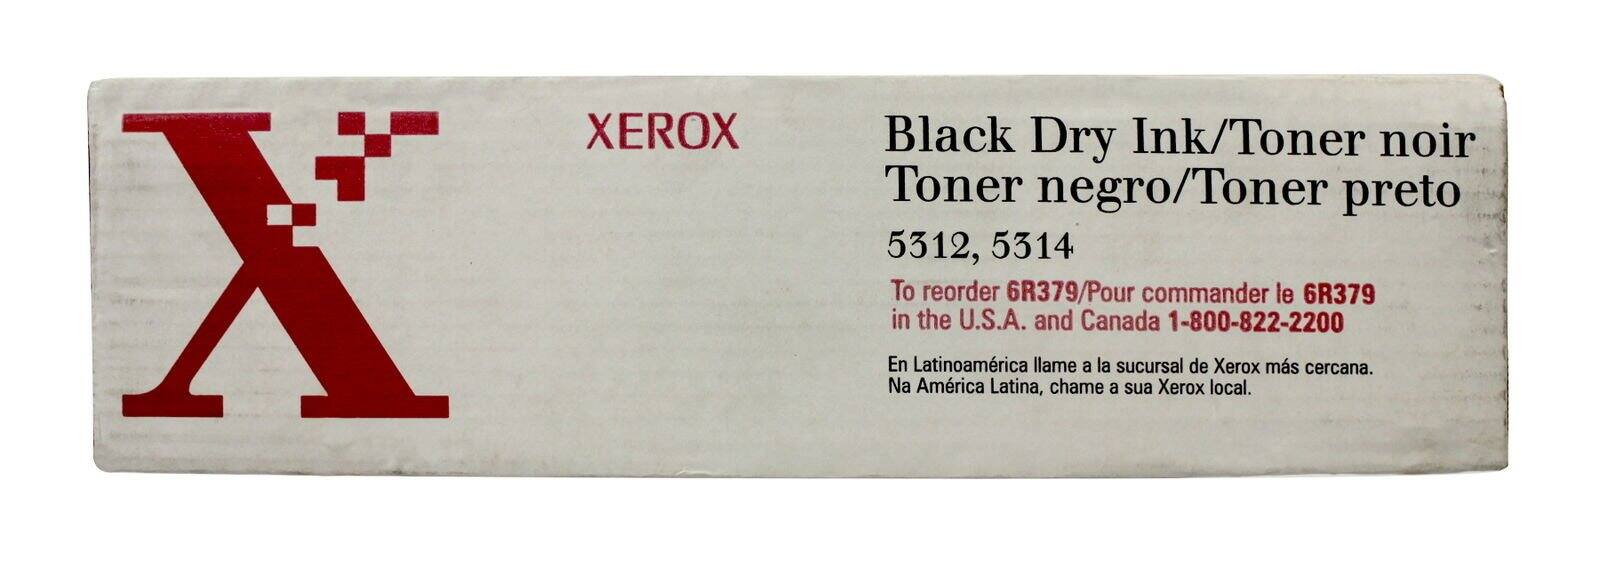 X
XEROX
Black Dry Ink/Toner noir
Toner negro/Toner preto
5312, 5314
To reorder 6R379/Pour commander le 6R379
in the U.S.A. and Canada 1-800-822-2200
En Latinoamérica llame a la sucursal de Xerox más cercana.
Na América Latina, chame a sua Xerox local.